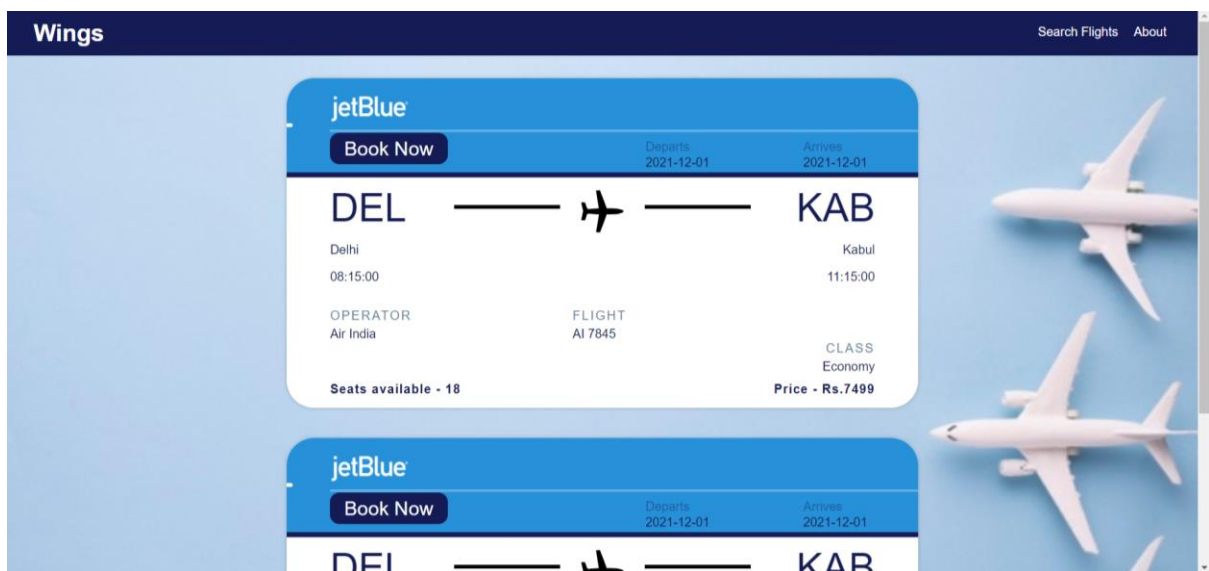 Wings
Search Flights About
jetBlue
Book Now
Departs Arrives
2021-12-01 2021-12-01
DEL KAB
Delhi Kabul
08:15:00 11:15:00
OPERATOR FLIGHT
Air India AI 7845
CLASS
Economy
Seats available - 18 Price - Rs.7499
jetBlue
Book Now
Departs Arrives
2021-12-01 2021-12-01
DEL KAB